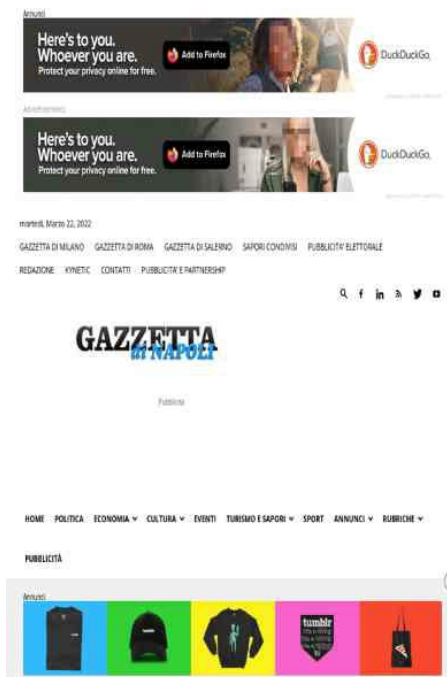 Annunci
Here's to you.
Whoever you are.
Protect your privacy online for free.
Add to Firefox
DuckDuckGo.
Advertisements
Here's to you.
Whoever you are.
Protect your privacy online for free.
Add to Firefox
DuckDuckGo.
martedì, Marzo 22, 2022
GAZZETTA DI MILANO GAZZETTA DI ROMA GAZZETTA DI SALERNO SAPORI CONDIVISI PUBBLICITA' ELETTORALE
REDAZIONE KYNETIC CONTATTI PUBBLICITA' E PARTNERSHIP
GAZZETTA
di NAPOLI
Pubblicità
HOME POLITICA ECONOMIA CULTURA EVENTI TURISMO E SAPORI SPORT ANNUNCI RUBRICHE
PUBBLICITÀ
Annunci
tumblr